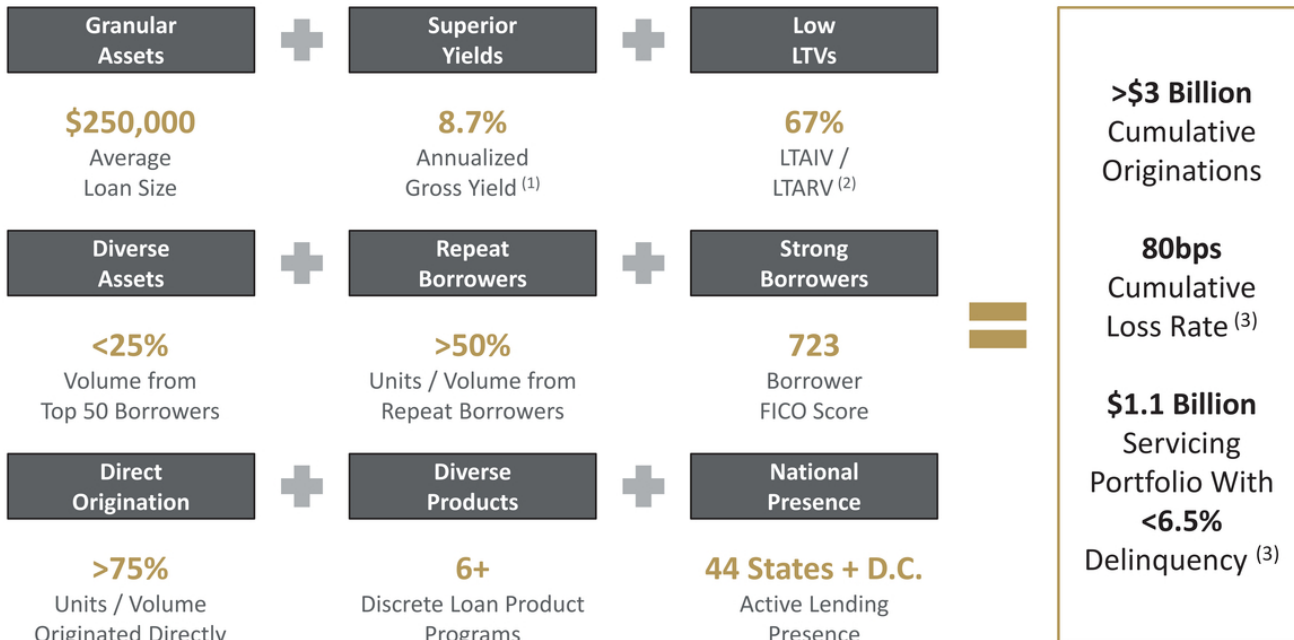 Granular
Assets
Superior
Yields
Low
LTVs
$250,000
Average
Loan Size
8.7%
Annualized
Gross Yield (1)
67%
LTAIV /
LTARV (2)
Diverse
Assets
Repeat
Borrowers
Strong
Borrowers
<25%
Volume from
Top 50 Borrowers
>50%
Units / Volume from
Repeat Borrowers
723
Borrower
FICO Score
Direct
Origination
Diverse
Products
National
Presence
>75%
Units / Volume
Originated Directly
6+
Discrete Loan Product
Programs
44 States + D.C.
Active Lending
Presence
>$3 Billion
Cumulative
Originations
80bps
Cumulative
Loss Rate (3)
$1.1 Billion
Servicing
Portfolio With
<6.5%
Delinquency (3)